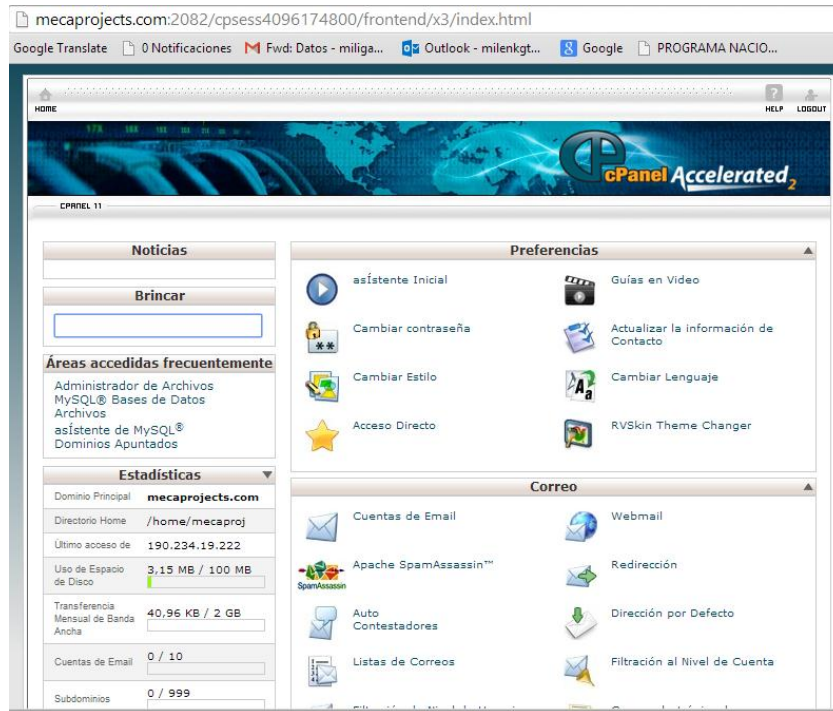 mecaprojects.com:2082/cpsess4096174800/frontend/x3/index.html
Google Translate 0 Notificaciones Fwd: Datos - miliga... Outlook - milenkgt... Google PROGRAMA NACIO...
HOME HELP LOGOUT
17% 18%
cPanel Accelerated2
CPANEL 11
Noticias
Brincar
Áreas accedidas frecuentemente
Administrador de Archivos
MySQL® Bases de Datos
Archivos
asÍstente de MySQL®
Dominios Apuntados
Estadísticas
Dominio Principal mecaprojects.com
Directorio Home /home/mecaproj
Último acceso de 190.234.19.222
Uso de Espacio de Disco 3,15 MB / 100 MB
Transferencia Mensual de Banda Ancha 40,96 KB / 2 GB
Cuentas de Email 0 / 10
Subdominios 0 / 999
Preferencias
asÍstente Inicial
Guías en Video
Cambiar contraseña
Actualizar la información de
Contacto
Cambiar Estilo
Cambiar Lenguaje
Acceso Directo
RVSkin Theme Changer
Correo
Cuentas de Email
Webmail
SpamAssassin
Apache SpamAssassin™
Redirección
Auto
Contestadores
Dirección por Defecto
Listas de Correos
Filtración al Nivel de Cuenta